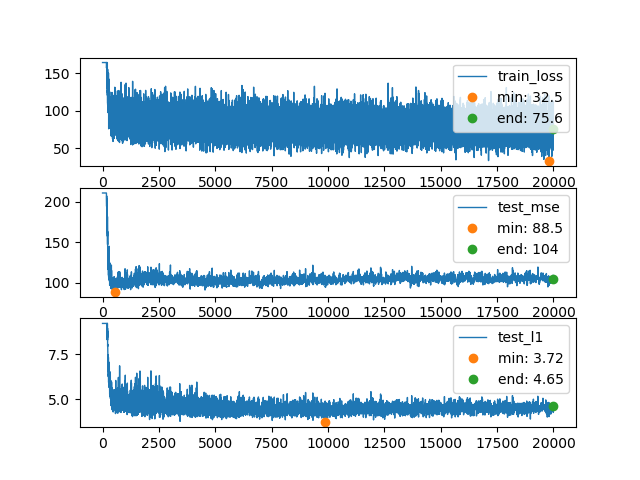 150
100
50
train_loss
min: 32.5
end: 75.6
0 2500 5000 7500 10000 12500 15000 17500 20000
200
100
test_mse
min: 88.5
end: 104
0 2500 5000 7500 10000 12500 15000 17500 20000
7.5
5.0
test_l1
min: 3.72
end: 4.65
0 2500 5000 7500 10000 12500 15000 17500 20000